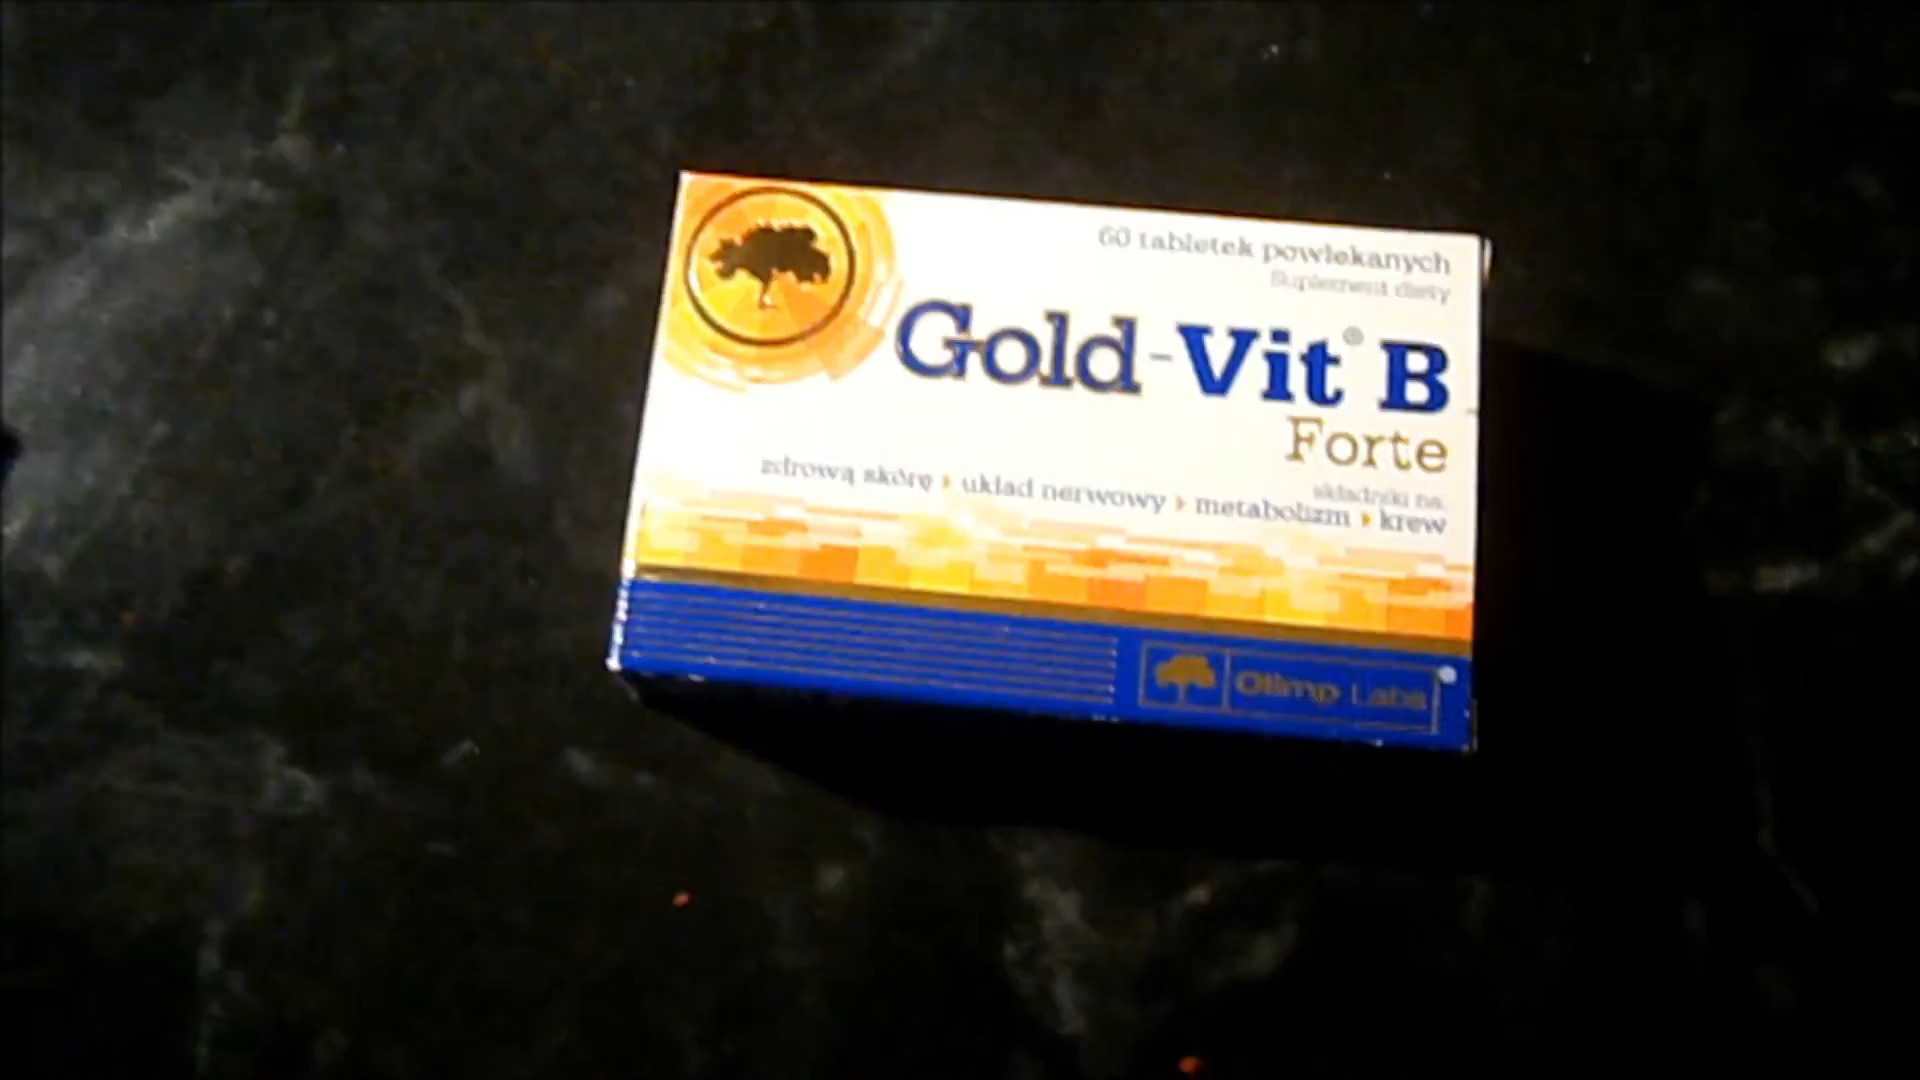 60 tabletek powlekanych
Suplement diety
Gold-Vit® B
Forte
składniki na:
zdrową skórę › układ nerwowy › metabolizm › krew
Olimp Labs